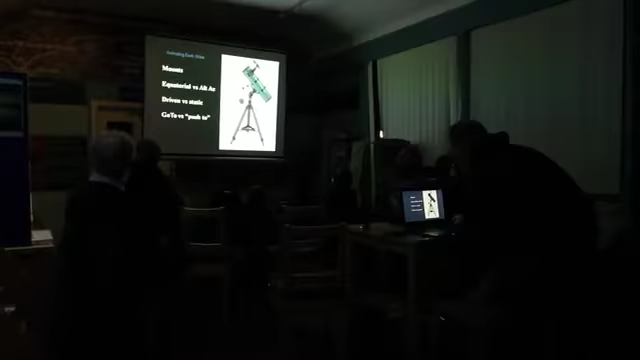 Mounts
Equatorial vs Alt Az
Driven vs static
GoTo vs "push to"